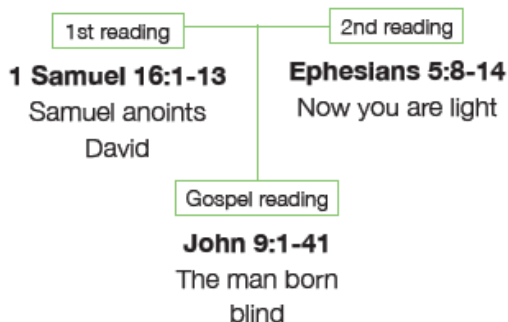 1st reading
1 Samuel 16:1-13
Samuel anoints
David
2nd reading
Ephesians 5:8-14
Now you are light
Gospel reading
John 9:1-41
The man born
blind